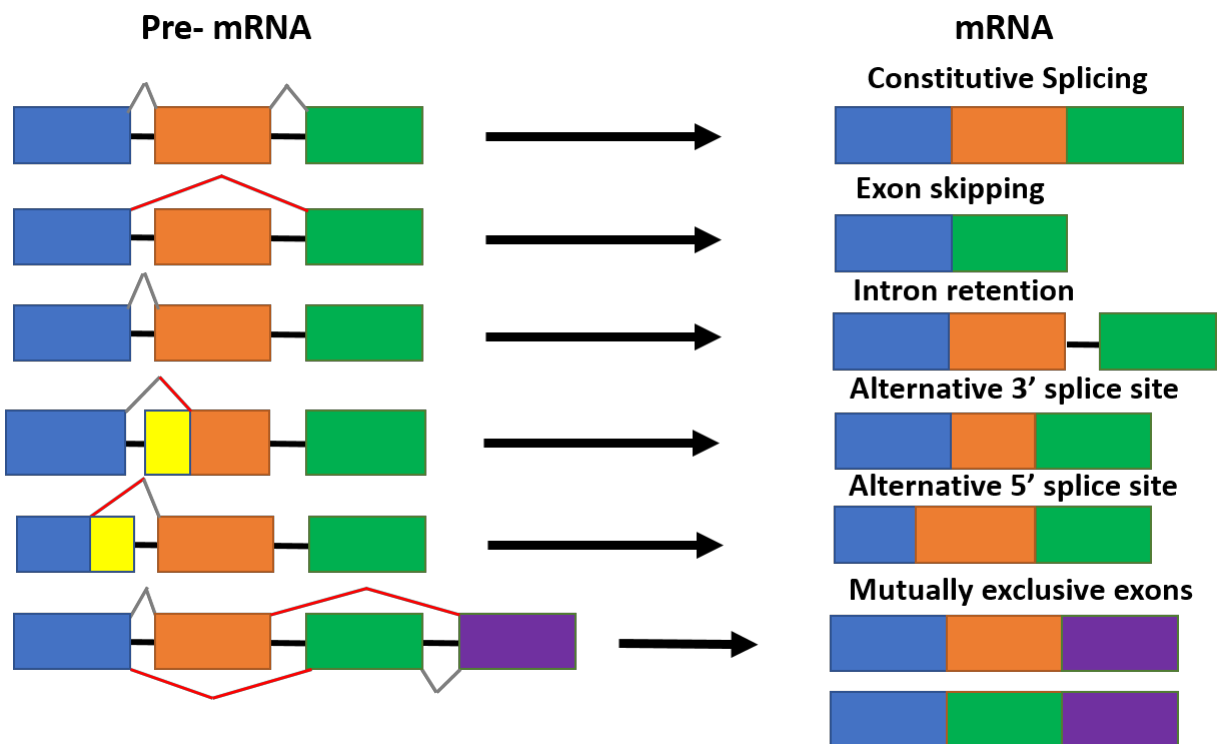 Pre- mRNA
mRNA
Constitutive Splicing
Exon skipping
Intron retention
Alternative 3’ splice site
Alternative 5’ splice site
Mutually exclusive exons